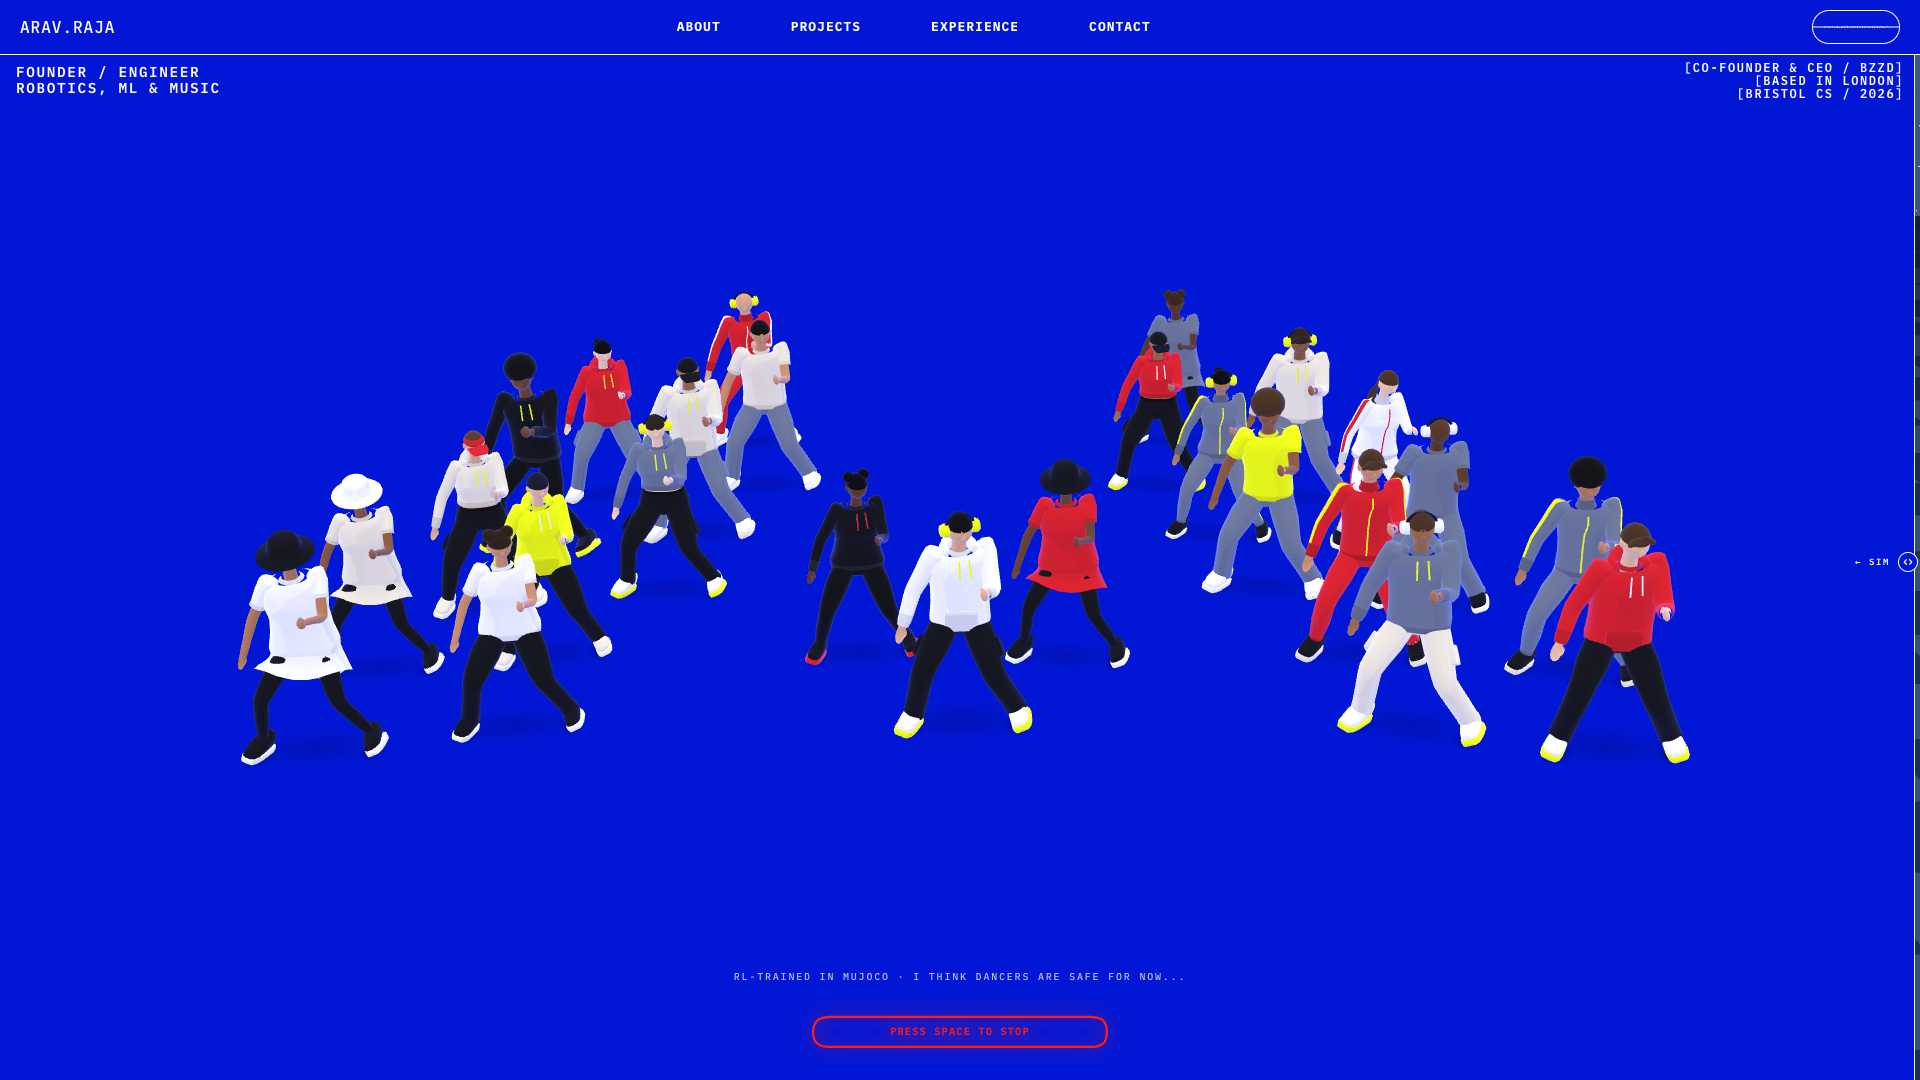 ARAV.RAJA
ABOUT
PROJECTS
EXPERIENCE
CONTACT
FOUNDER / ENGINEER
ROBOTICS, ML & MUSIC
[CO-FOUNDER & CEO / BZZD]
[BASED IN LONDON]
[BRISTOL CS / 2026]
← SIM
RL-TRAINED IN MUJOCO · I THINK DANCERS ARE SAFE FOR NOW...
PRESS SPACE TO STOP